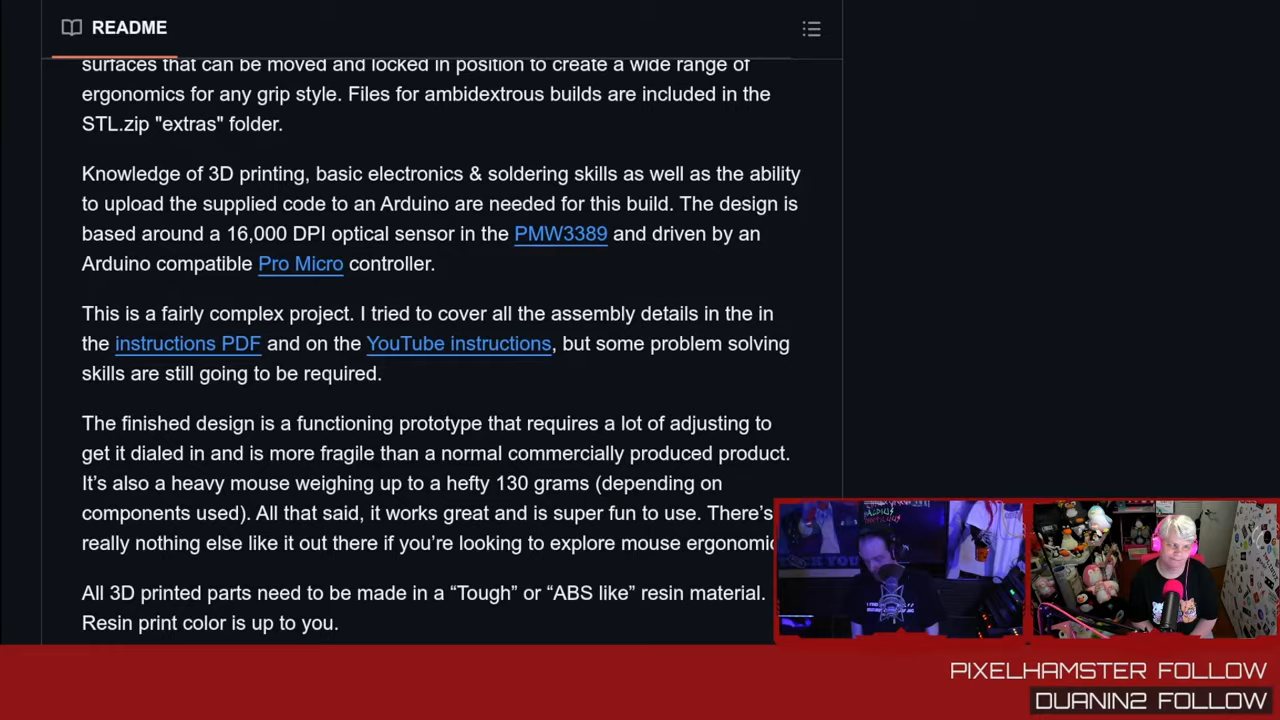 README
surfaces that can be moved and locked in position to create a wide range of
ergonomics for any grip style. Files for ambidextrous builds are included in the
STL.zip "extras" folder.
Knowledge of 3D printing, basic electronics & soldering skills as well as the ability
to upload the supplied code to an Arduino are needed for this build. The design is
based around a 16,000 DPI optical sensor in the PMW3389 and driven by an
Arduino compatible Pro Micro controller.
This is a fairly complex project. I tried to cover all the assembly details in the in
the instructions PDF and on the YouTube instructions, but some problem solving
skills are still going to be required.
The finished design is a functioning prototype that requires a lot of adjusting to
get it dialed in and is more fragile than a normal commercially produced product.
It’s also a heavy mouse weighing up to a hefty 130 grams (depending on
components used). All that said, it works great and is super fun to use. There’s
really nothing else like it out there if you’re looking to explore mouse ergonomic
All 3D printed parts need to be made in a “Tough” or “ABS like” resin material.
Resin print color is up to you.
PIXELHAMSTER FOLLOW
DUANIN2 FOLLOW